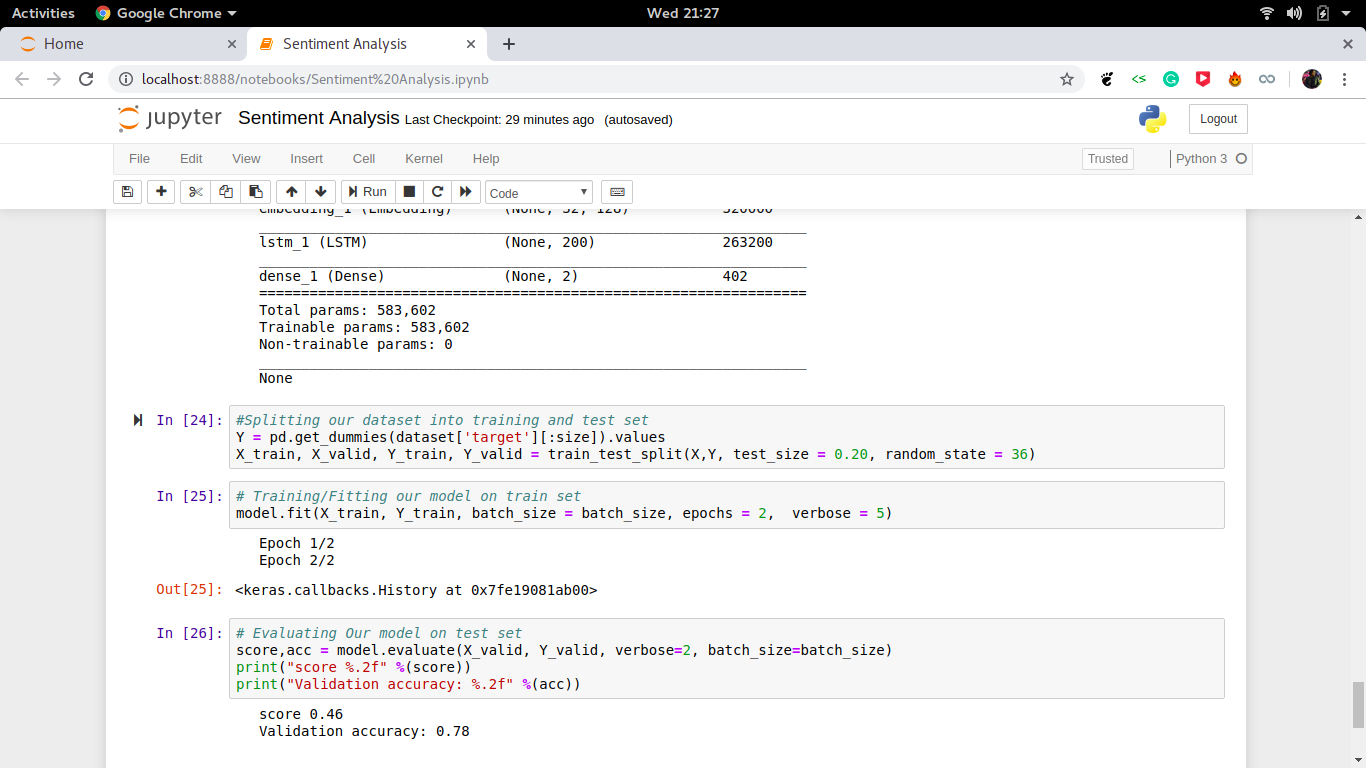 Activities Google Chrome Wed 21:27
Home Sentiment Analysis
localhost:8888/notebooks/Sentiment%20Analysis.ipynb
jupyter Sentiment Analysis Last Checkpoint: 29 minutes ago (autosaved) Logout
File Edit View Insert Cell Kernel Help Trusted Python 3
Run Code
embedding_1 (Embedding) (None, 32, 128) 320000
lstm_1 (LSTM) (None, 200) 263200
dense_1 (Dense) (None, 2) 402
=================================================================
Total params: 583,602
Trainable params: 583,602
Non-trainable params: 0
_________________________________________________________________
None
In [24]: #Splitting our dataset into training and test set
Y = pd.get_dummies(dataset['target'][:size]).values
X_train, X_valid, Y_train, Y_valid = train_test_split(X,Y, test_size = 0.20, random_state = 36)
In [25]: # Training/Fitting our model on train set
model.fit(X_train, Y_train, batch_size = batch_size, epochs = 2,  verbose = 5)
Epoch 1/2
Epoch 2/2
Out[25]: <keras.callbacks.History at 0x7fe19081ab00>
In [26]: # Evaluating Our model on test set
score,acc = model.evaluate(X_valid, Y_valid, verbose=2, batch_size=batch_size)
print("score %.2f" %(score))
print("Validation accuracy: %.2f" %(acc))
score 0.46
Validation accuracy: 0.78